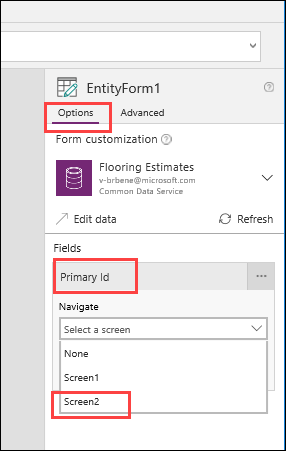 EntityForm1
Options Advanced
Form customization
Flooring Estimates
v-brbene@microsoft.com
Common Data Service
Edit data Refresh
Fields
Primary Id ...
Navigate
Select a screen
None
Screen1
Screen2